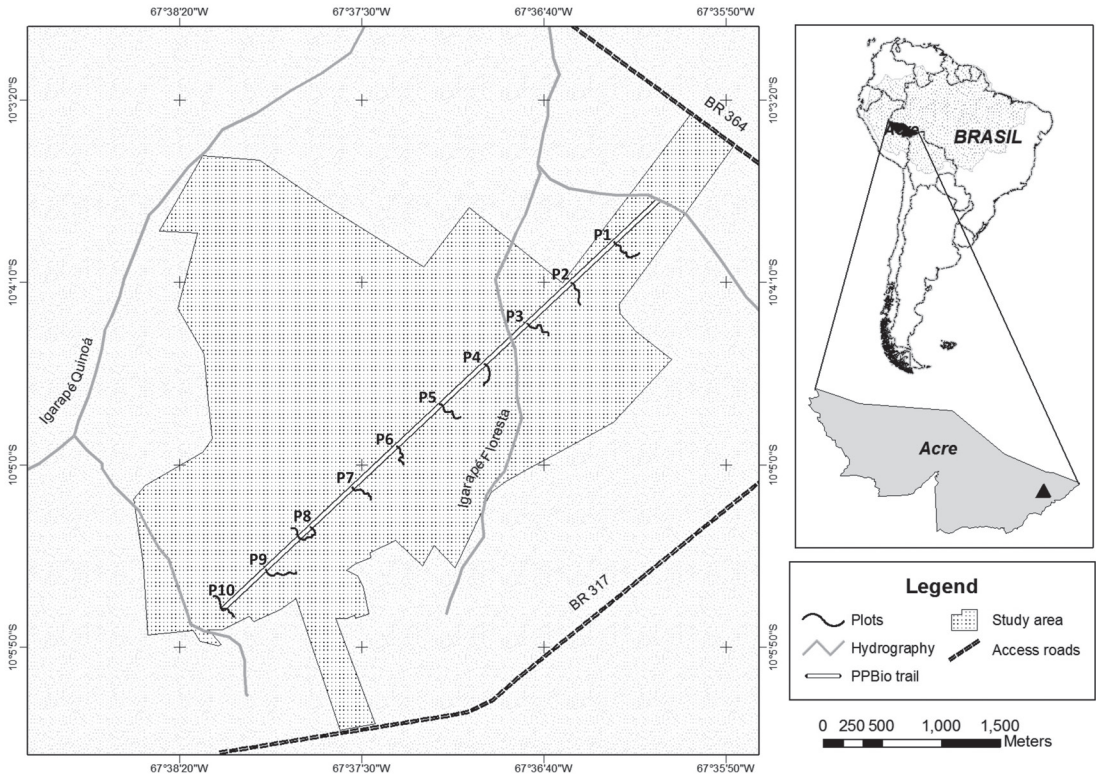 67°38'20"W
67°37'30"W
67°36'40"W
67°35'50"W
10°3'20"S
10°4'10"S
10°5'0"S
10°5'50"S
10°3'20"S
10°4'10"S
10°5'0"S
10°5'50"S
BR 364
P1
P2
P3
P4
P5
P6
P7
P8
P9
P10
Igarapé Quinoá
Igarapé Floresta
BR 317
67°38'20"W
67°37'30"W
67°36'40"W
67°35'50"W
Acre
BRASIL
Acre
Legend
Plots
Study area
Hydrography
Access roads
PPBio trail
0 250 500 1,000 1,500
Meters